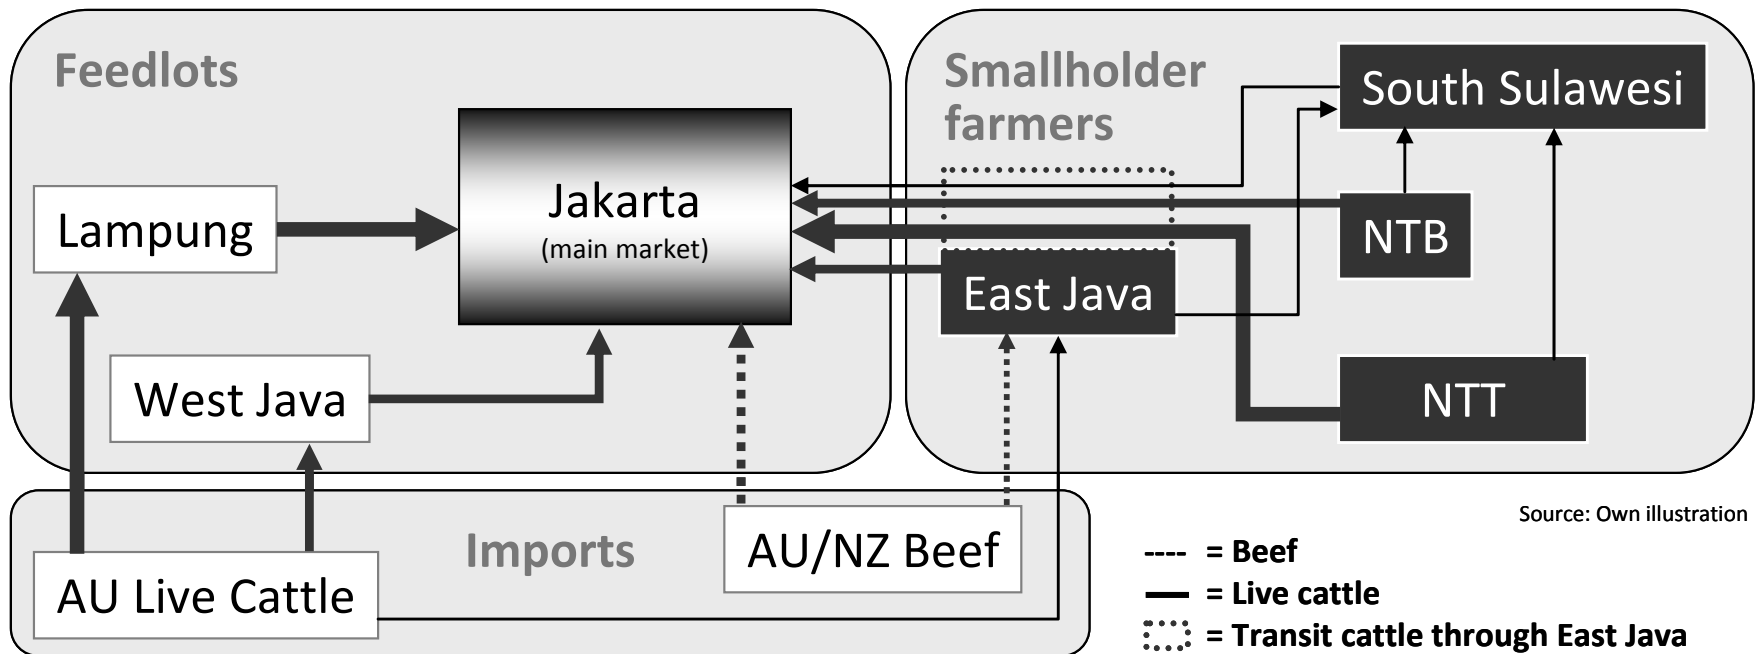 Feedlots
Smallholder
farmers
South Sulawesi
Jakarta
(main market)
Lampung
NTB
East Java
West Java
NTT
Source: Own illustration
Imports
AU/NZ Beef
AU Live Cattle
---- = Beef
— = Live cattle
= Transit cattle through East Java